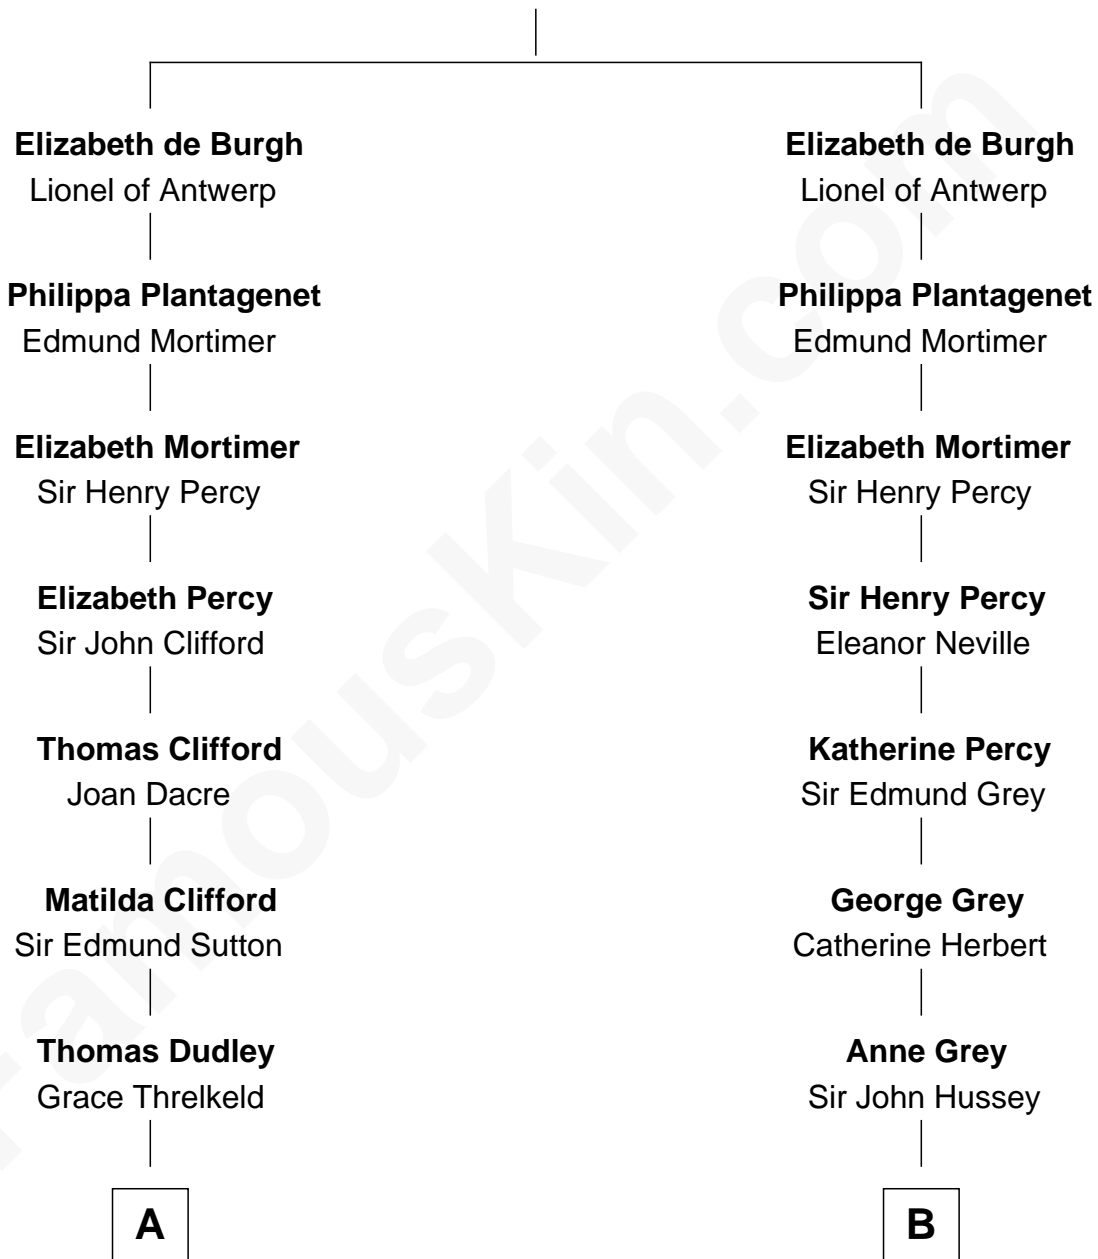 Elizabeth de Burgh
Lionel of Antwerp
Philippa Plantagenet
Edmund Mortimer
Elizabeth Mortimer
Sir Henry Percy
Elizabeth Percy
Sir John Clifford
Thomas Clifford
Joan Dacre
Matilda Clifford
Sir Edmund Sutton
Thomas Dudley
Grace Threlkeld
A
Elizabeth de Burgh
Lionel of Antwerp
Philippa Plantagenet
Edmund Mortimer
Elizabeth Mortimer
Sir Henry Percy
Sir Henry Percy
Eleanor Neville
Katherine Percy
Sir Edmund Grey
George Grey
Catherine Herbert
Anne Grey
Sir John Hussey
B
FamousKin.com